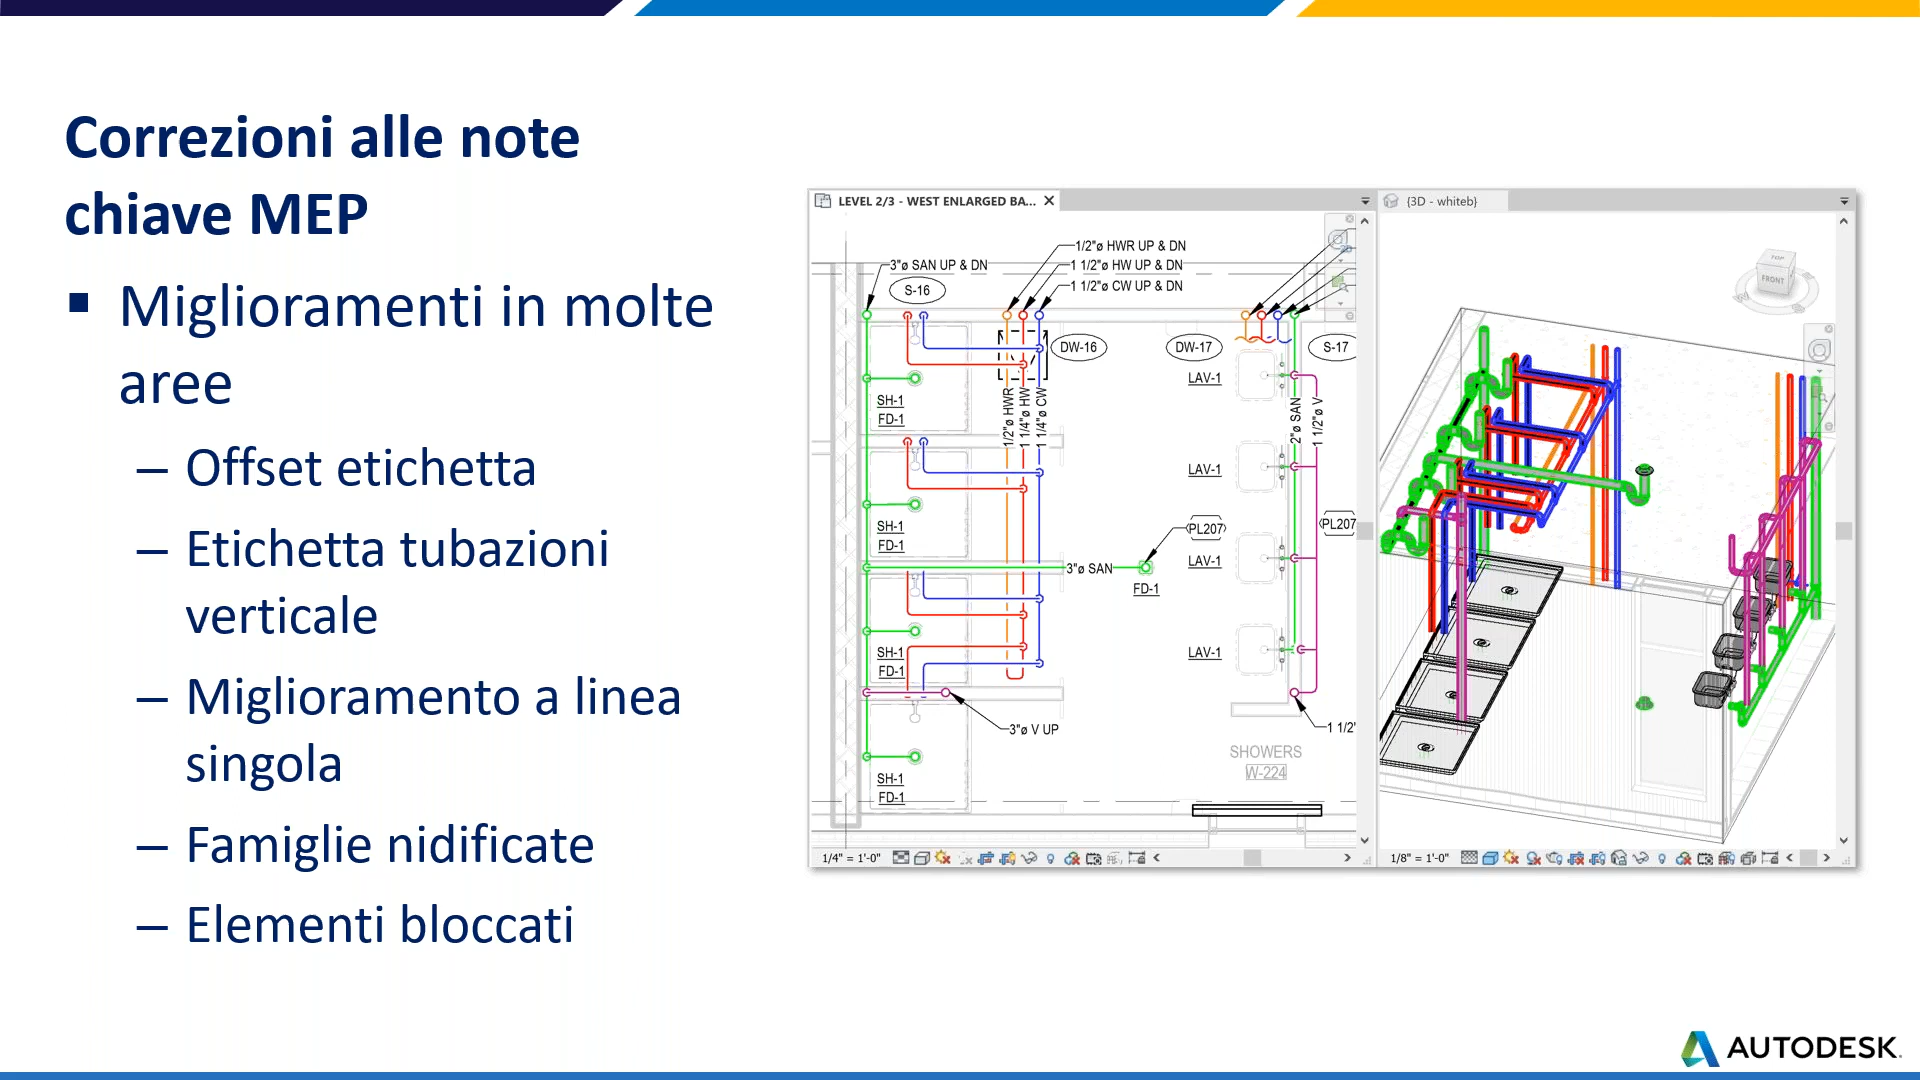 Correzioni alle note
chiave MEP
▪ Miglioramenti in molte
aree
– Offset etichetta
– Etichetta tubazioni
verticale
– Miglioramento a linea
singola
– Famiglie nidificate
– Elementi bloccati
LEVEL 2/3 - WEST ENLARGED BA...
{3D - whiteb}
1/2"ø HWR UP & DN
3"ø SAN UP & DN
1 1/2"ø HW UP & DN
1 1/2"ø CW UP & DN
S-16
DW-16
DW-17
S-17
LAV-1
SH-1
FD-1
1/2"ø HWR
1 1/4"ø HW
1 1/4"ø CW
2"ø SAN
1 1/2"ø V
LAV-1
SH-1
FD-1
PL207
PL207
LAV-1
3"ø SAN
FD-1
SH-1
FD-1
LAV-1
3"ø V UP
1 1/2"
SHOWERS
W-224
SH-1
FD-1
1/4" = 1'-0"
1/8" = 1'-0"
TOP
FRONT
AUTODESK.